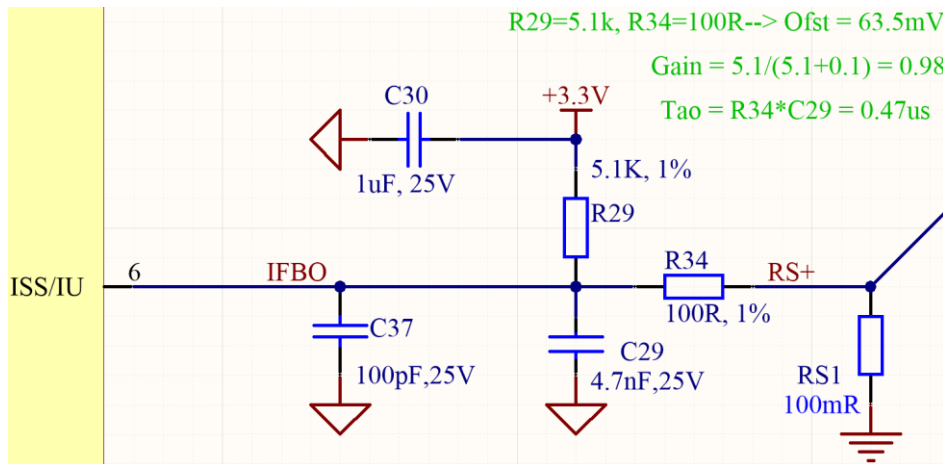 R29=5.1k, R34=100R--> Ofst = 63.5mV
Gain = 5.1/(5.1+0.1) = 0.98
Tao = R34*C29 = 0.47us
C30
+3.3V
1uF, 25V
5.1K, 1%
R29
ISS/IU
6
IFBO
R34
RS+
100R, 1%
C37
100pF,25V
C29
4.7nF,25V
RS1
100mR